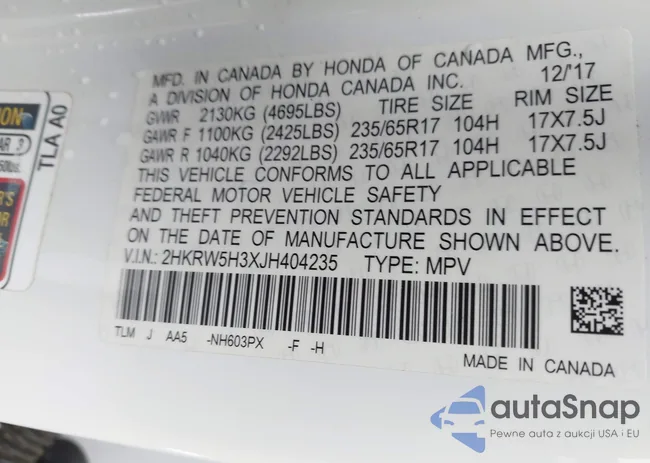 MFD. IN CANADA BY HONDA OF CANADA MFG.,
A DIVISION OF HONDA CANADA INC. 12/'17
GVWR 2130KG (4695LBS) TIRE SIZE RIM SIZE
GAWR F 1100KG (2425LBS) 235/65R17 104H 17X7.5J
GAWR R 1040KG (2292LBS) 235/65R17 104H 17X7.5J
THIS VEHICLE CONFORMS TO ALL APPLICABLE
FEDERAL MOTOR VEHICLE SAFETY
AND THEFT PREVENTION STANDARDS IN EFFECT
ON THE DATE OF MANUFACTURE SHOWN ABOVE.
V.I.N.: 2HKRW5H3XJH404235 TYPE: MPV
TLM J AA5 -NH603PX -F -H
MADE IN CANADA
TLA A0
autaSnap
Pewne auta z aukcji USA i EU